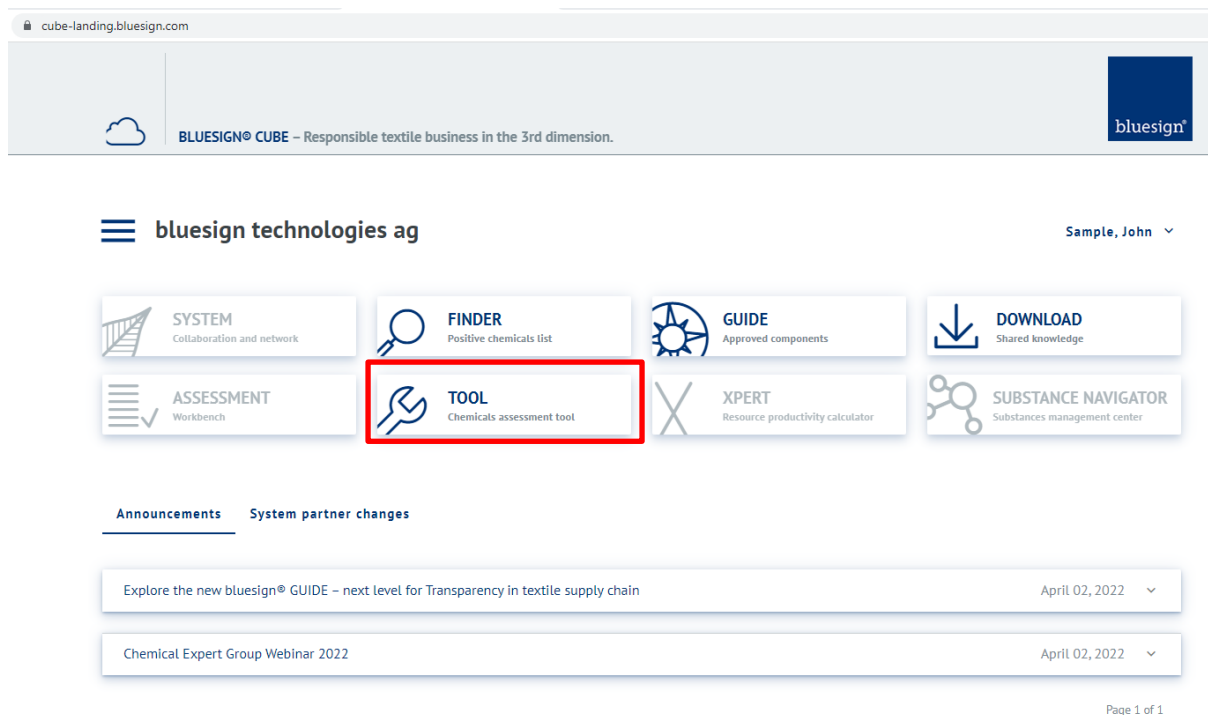 cube-landing.bluesign.com
BLUESIGN® CUBE – Responsible textile business in the 3rd dimension.
bluesign®
bluesign technologies ag
Sample, John
SYSTEM
Collaboration and network
FINDER
Positive chemicals list
GUIDE
Approved components
DOWNLOAD
Shared knowledge
ASSESSMENT
Workbench
TOOL
Chemicals assessment tool
XPERT
Resource productivity calculator
SUBSTANCE NAVIGATOR
Substances management center
Announcements
System partner changes
Explore the new bluesign® GUIDE – next level for Transparency in textile supply chain
April 02, 2022
Chemical Expert Group Webinar 2022
April 02, 2022
Page 1 of 1